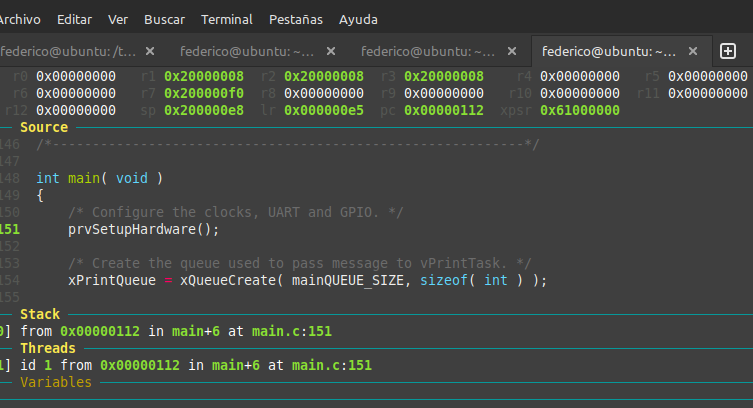 Archivo Editar Ver Buscar Terminal Pestañas Ayuda
federico@ubuntu: /t... × federico@ubuntu: ~... × federico@ubuntu: ~... × federico@ubuntu: ~... ×
r0 0x00000000 r1 0x20000008 r2 0x20000008 r3 0x20000008 r4 0x00000000 r5 0x00000000
r6 0x00000000 r7 0x200000f0 r8 0x00000000 r9 0x00000000 r10 0x00000000 r11 0x00000000
r12 0x00000000 sp 0x200000e8 lr 0x000000e5 pc 0x00000112 xpsr 0x61000000
Source
146 /*-----------------------------------------------------------*/
147
148 int main( void )
149 {
150 /* Configure the clocks, UART and GPIO. */
151 prvSetupHardware();
152
153 /* Create the queue used to pass message to vPrintTask. */
154 xPrintQueue = xQueueCreate( mainQUEUE_SIZE, sizeof( int ) );
155
Stack
0] from 0x00000112 in main+6 at main.c:151
Threads
1] id 1 from 0x00000112 in main+6 at main.c:151
Variables